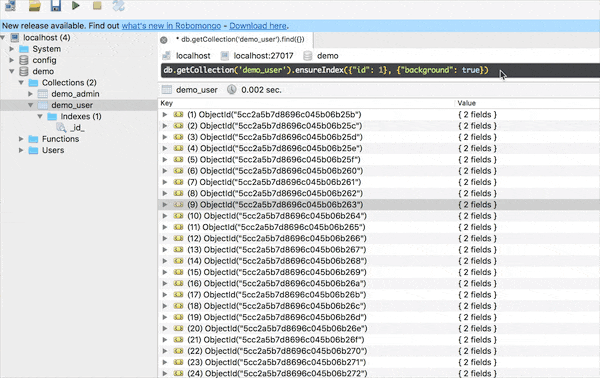 New release available. Find out what's new in Robomongo - Download here.
localhost (4)
System
config
demo
Collections (2)
demo_admin
demo_user
Indexes (1)
_id_
Functions
Users
* db.getCollection('demo_user').find({})
localhost localhost:27017 demo
db.getCollection('demo_user').ensureIndex({"id": 1}, {"background": true})
demo_user 0.002 sec.
Key Value
(1) ObjectId("5cc2a5b7d8696c045b06b25b") { 2 fields }
(2) ObjectId("5cc2a5b7d8696c045b06b25c") { 2 fields }
(3) ObjectId("5cc2a5b7d8696c045b06b25d") { 2 fields }
(4) ObjectId("5cc2a5b7d8696c045b06b25e") { 2 fields }
(5) ObjectId("5cc2a5b7d8696c045b06b25f") { 2 fields }
(6) ObjectId("5cc2a5b7d8696c045b06b260") { 2 fields }
(7) ObjectId("5cc2a5b7d8696c045b06b261") { 2 fields }
(8) ObjectId("5cc2a5b7d8696c045b06b262") { 2 fields }
(9) ObjectId("5cc2a5b7d8696c045b06b263") { 2 fields }
(10) ObjectId("5cc2a5b7d8696c045b06b264") { 2 fields }
(11) ObjectId("5cc2a5b7d8696c045b06b265") { 2 fields }
(12) ObjectId("5cc2a5b7d8696c045b06b266") { 2 fields }
(13) ObjectId("5cc2a5b7d8696c045b06b267") { 2 fields }
(14) ObjectId("5cc2a5b7d8696c045b06b268") { 2 fields }
(15) ObjectId("5cc2a5b7d8696c045b06b269") { 2 fields }
(16) ObjectId("5cc2a5b7d8696c045b06b26a") { 2 fields }
(17) ObjectId("5cc2a5b7d8696c045b06b26b") { 2 fields }
(18) ObjectId("5cc2a5b7d8696c045b06b26c") { 2 fields }
(19) ObjectId("5cc2a5b7d8696c045b06b26d") { 2 fields }
(20) ObjectId("5cc2a5b7d8696c045b06b26e") { 2 fields }
(21) ObjectId("5cc2a5b7d8696c045b06b26f") { 2 fields }
(22) ObjectId("5cc2a5b7d8696c045b06b270") { 2 fields }
(23) ObjectId("5cc2a5b7d8696c045b06b271") { 2 fields }
(24) ObjectId("5cc2a5b7d8696c045b06b272") { 2 fields }